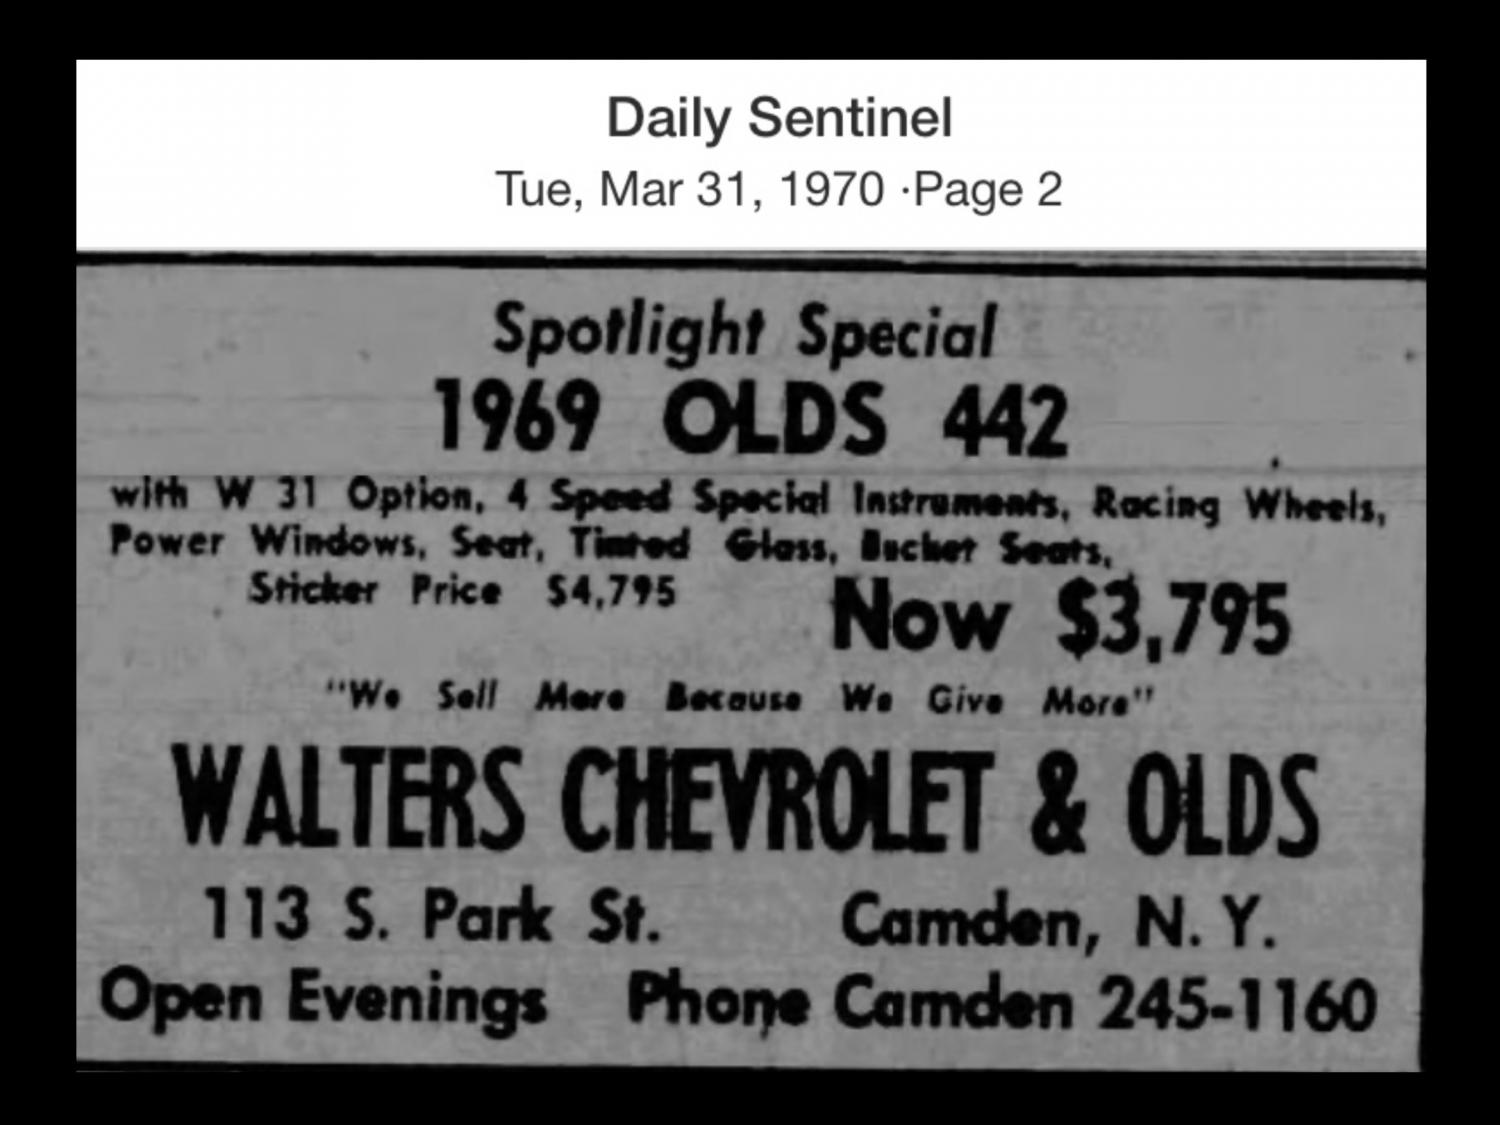 Daily Sentinel
Tue, Mar 31, 1970 ·Page 2
Spotlight Special
1969 OLDS 442
with W 31 Option, 4 Speed Special Instruments, Racing Wheels,
Power Windows, Seat, Tinted Glass, Bucket Seats,
Sticker Price $4,795 Now $3,795
"We Sell More Because We Give More"
WALTERS CHEVROLET & OLDS
113 S. Park St. Camden, N. Y.
Open Evenings Phone Camden 245-1160